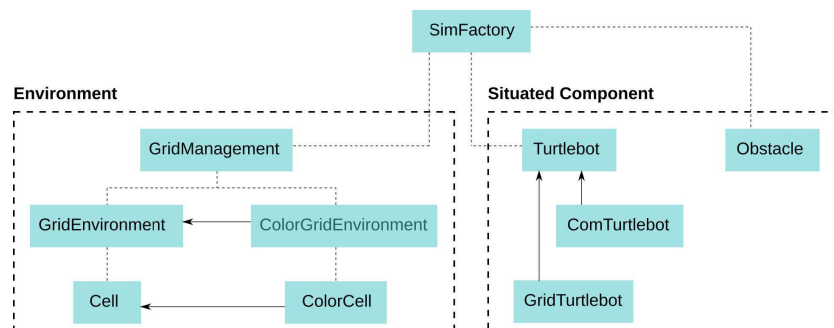 SimFactory
Environment
Situated Component
GridManagement
Turtlebot
Obstacle
GridEnvironment
ColorGridEnvironment
ComTurtlebot
Cell
ColorCell
GridTurtlebot